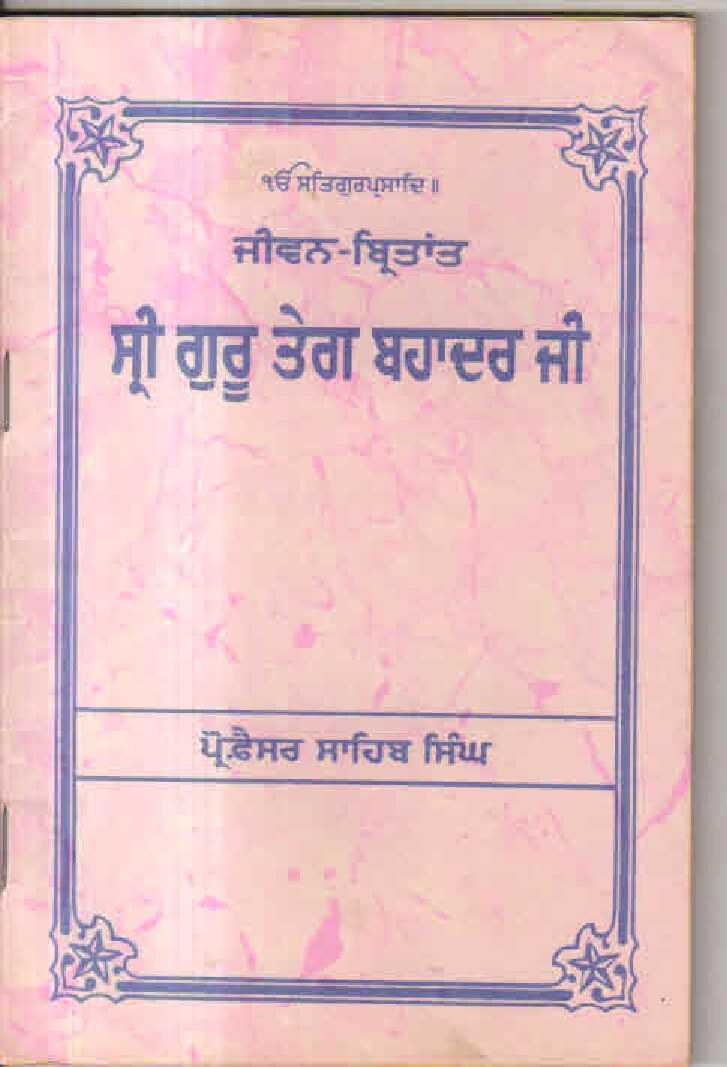 ੴ ਸਤਿਗੁਰਪ੍ਰਸਾਦਿ॥
ਜੀਵਨ-ਬ੍ਰਿਤਾਂਤ
ਸ੍ਰੀ ਗੁਰੂ ਤੇਗ ਬਹਾਦਰ ਜੀ
ਪ੍ਰੋਫ਼ੈਸਰ ਸਾਹਿਬ ਸਿੰਘ